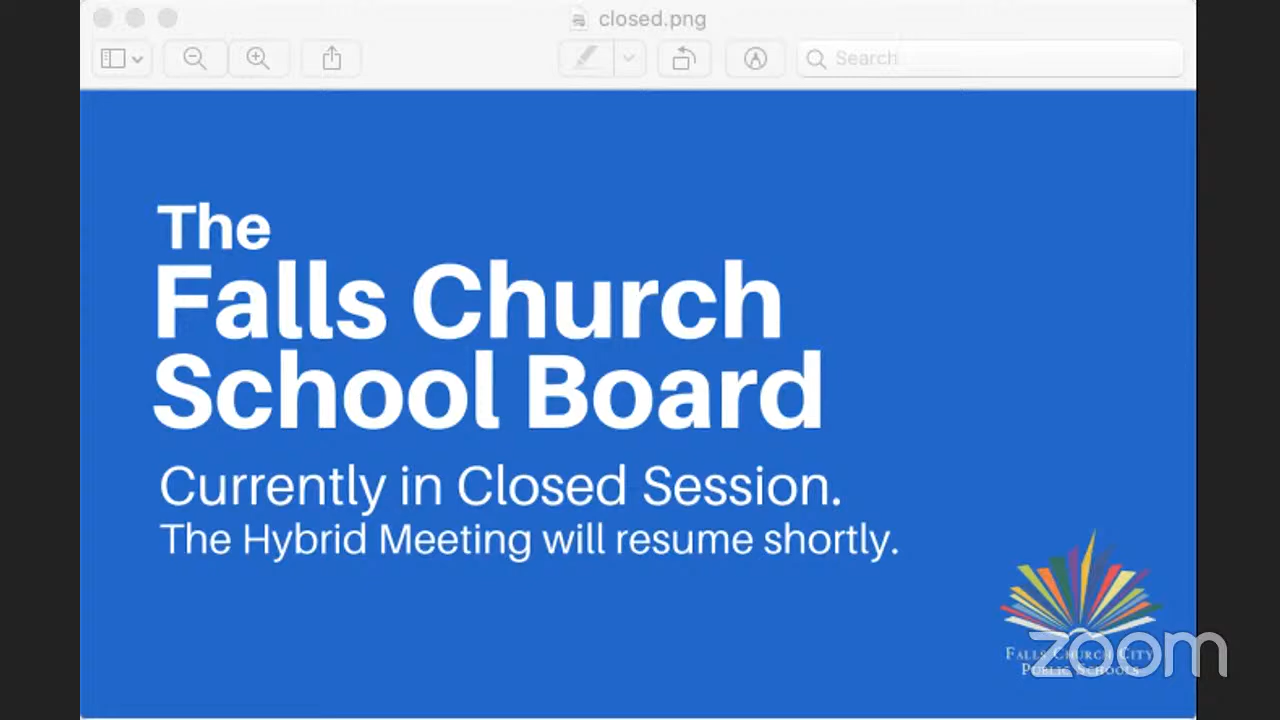 closed.png
Search
The
Falls Church
School Board
Currently in Closed Session.
The Hybrid Meeting will resume shortly.
Falls Church City
Public Schools
zoom